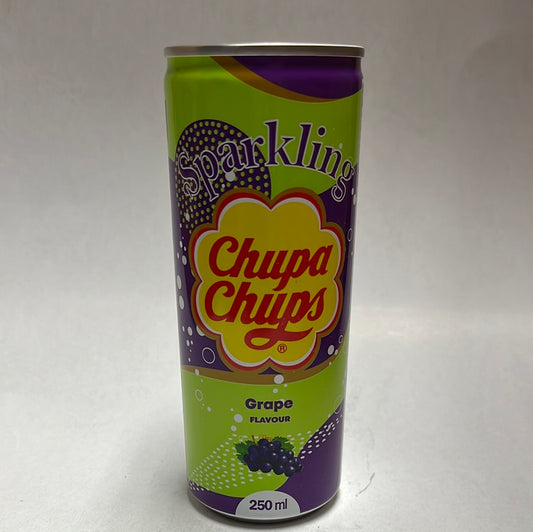 Sparkling
Chupa
Chups
®
Grape
FLAVOUR
250 ml